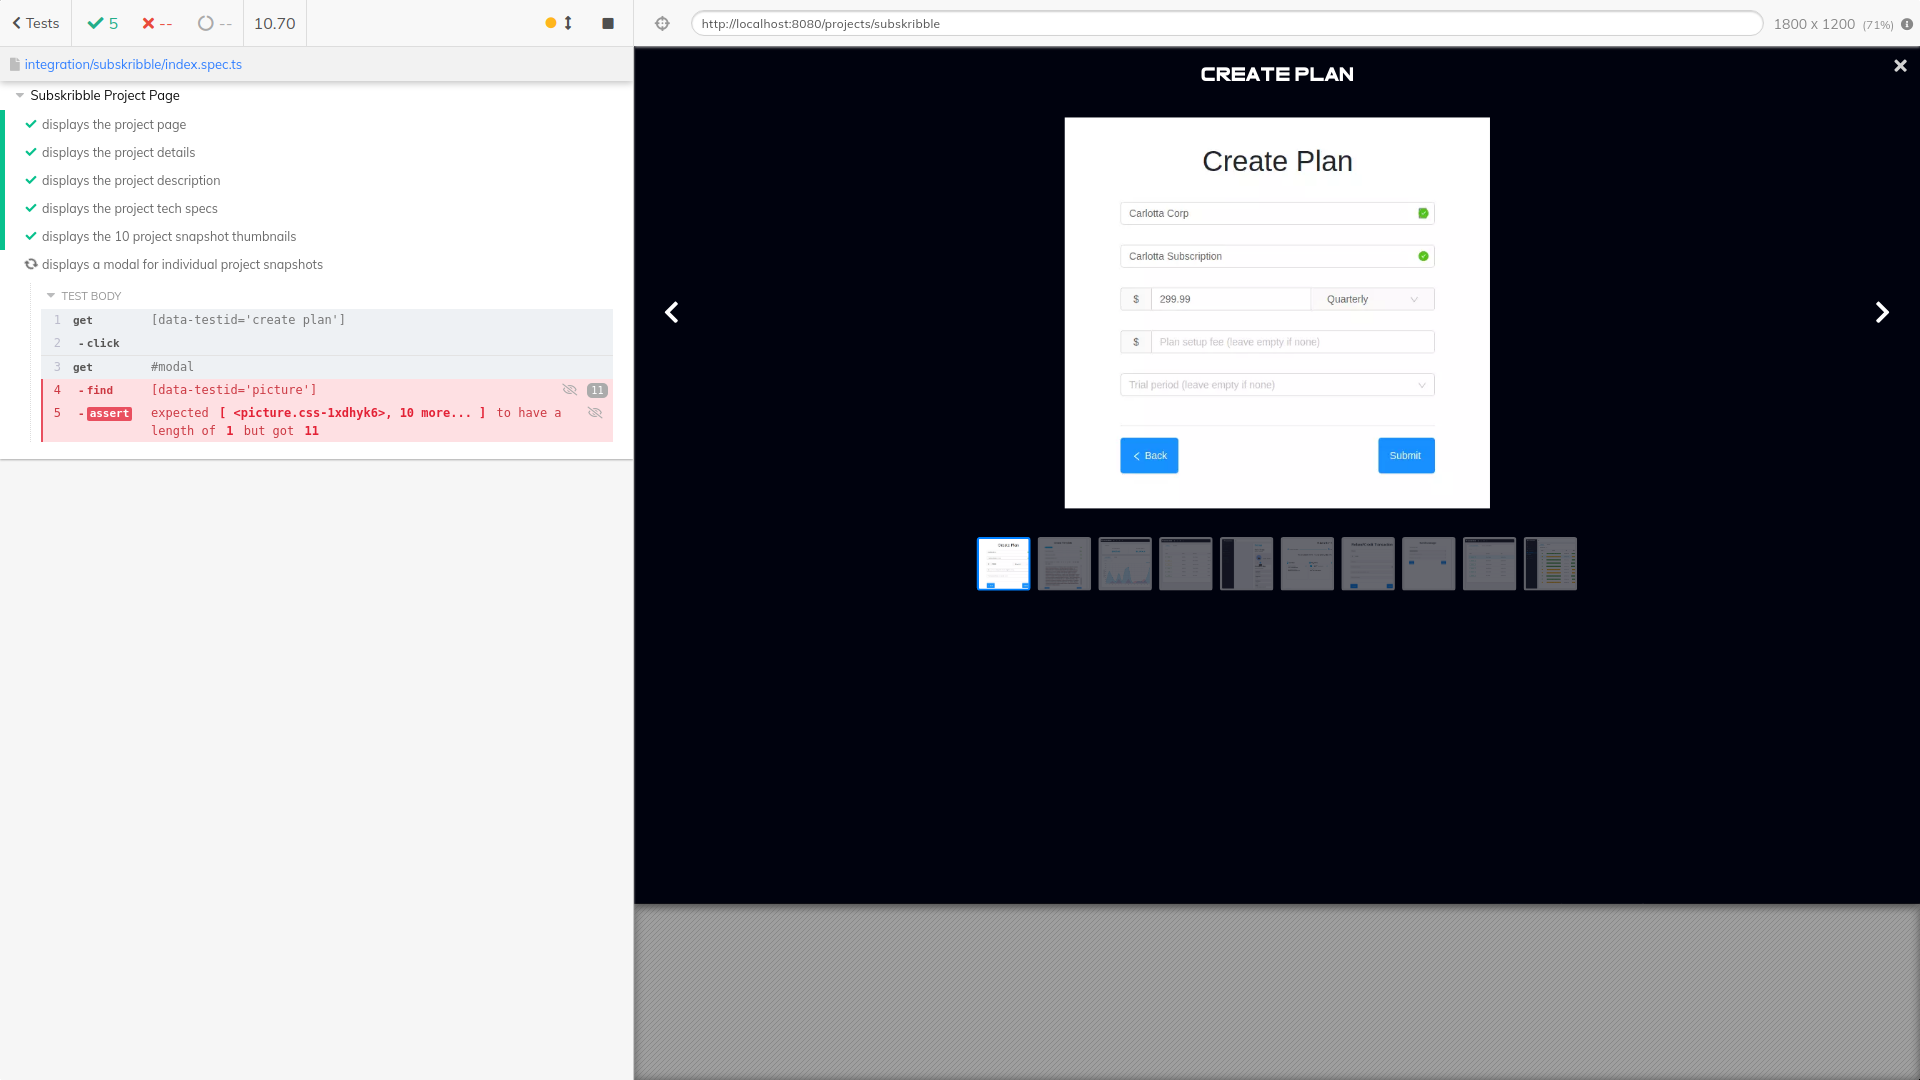 Tests
5
--
--
10.70
http://localhost:8080/projects/subskribble
1800 x 1200 (71%)
integration/subskribble/index.spec.ts
Subskribble Project Page
displays the project page
displays the project details
displays the project description
displays the project tech specs
displays the 10 project snapshot thumbnails
displays a modal for individual project snapshots
TEST BODY
1 get [data-testid='create plan']
2 -click
3 get #modal
4 -find [data-testid='picture'] 11
5 -assert expected [ <picture.css-1xdhyk6>, 10 more... ] to have a
length of 1 but got 11
CREATE PLAN
Create Plan
Carlotta Corp
Carlotta Subscription
$ 299.99 Quarterly
$ Plan setup fee (leave empty if none)
Trial period (leave empty if none)
Back Submit
Create Plan